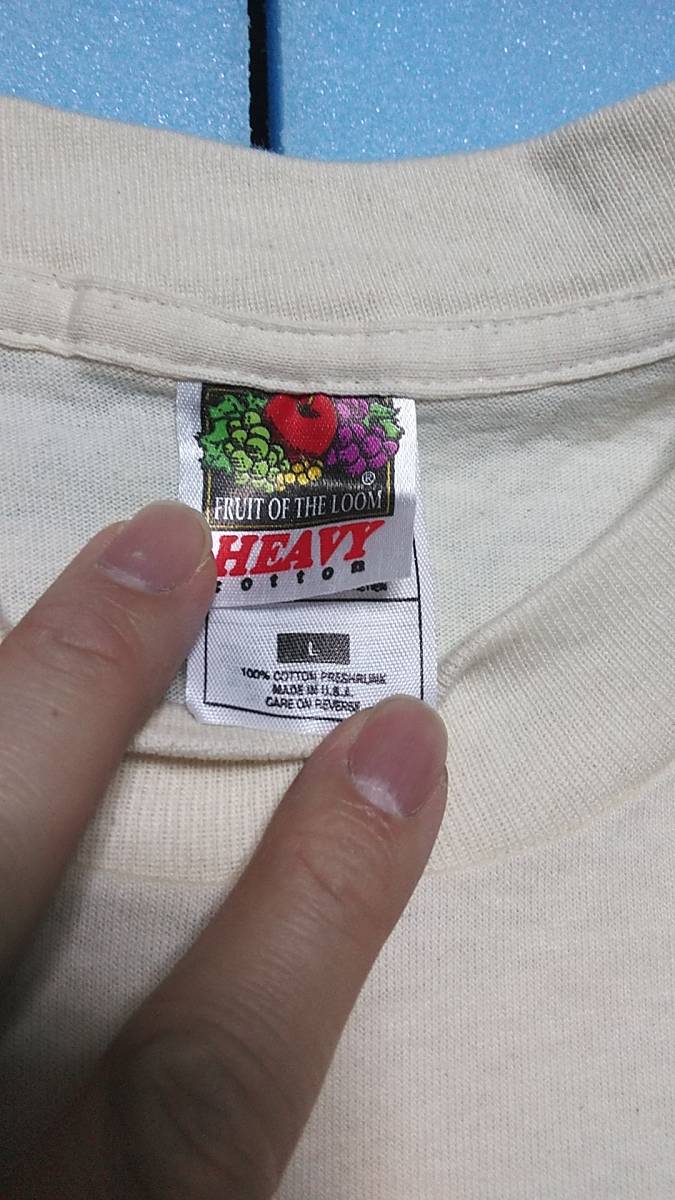 ®
FRUIT OF THE LOOM
HEAVY
cotton
L
100% COTTON PRESHRUNK
MADE IN U.S.A.
CARE ON REVERSE